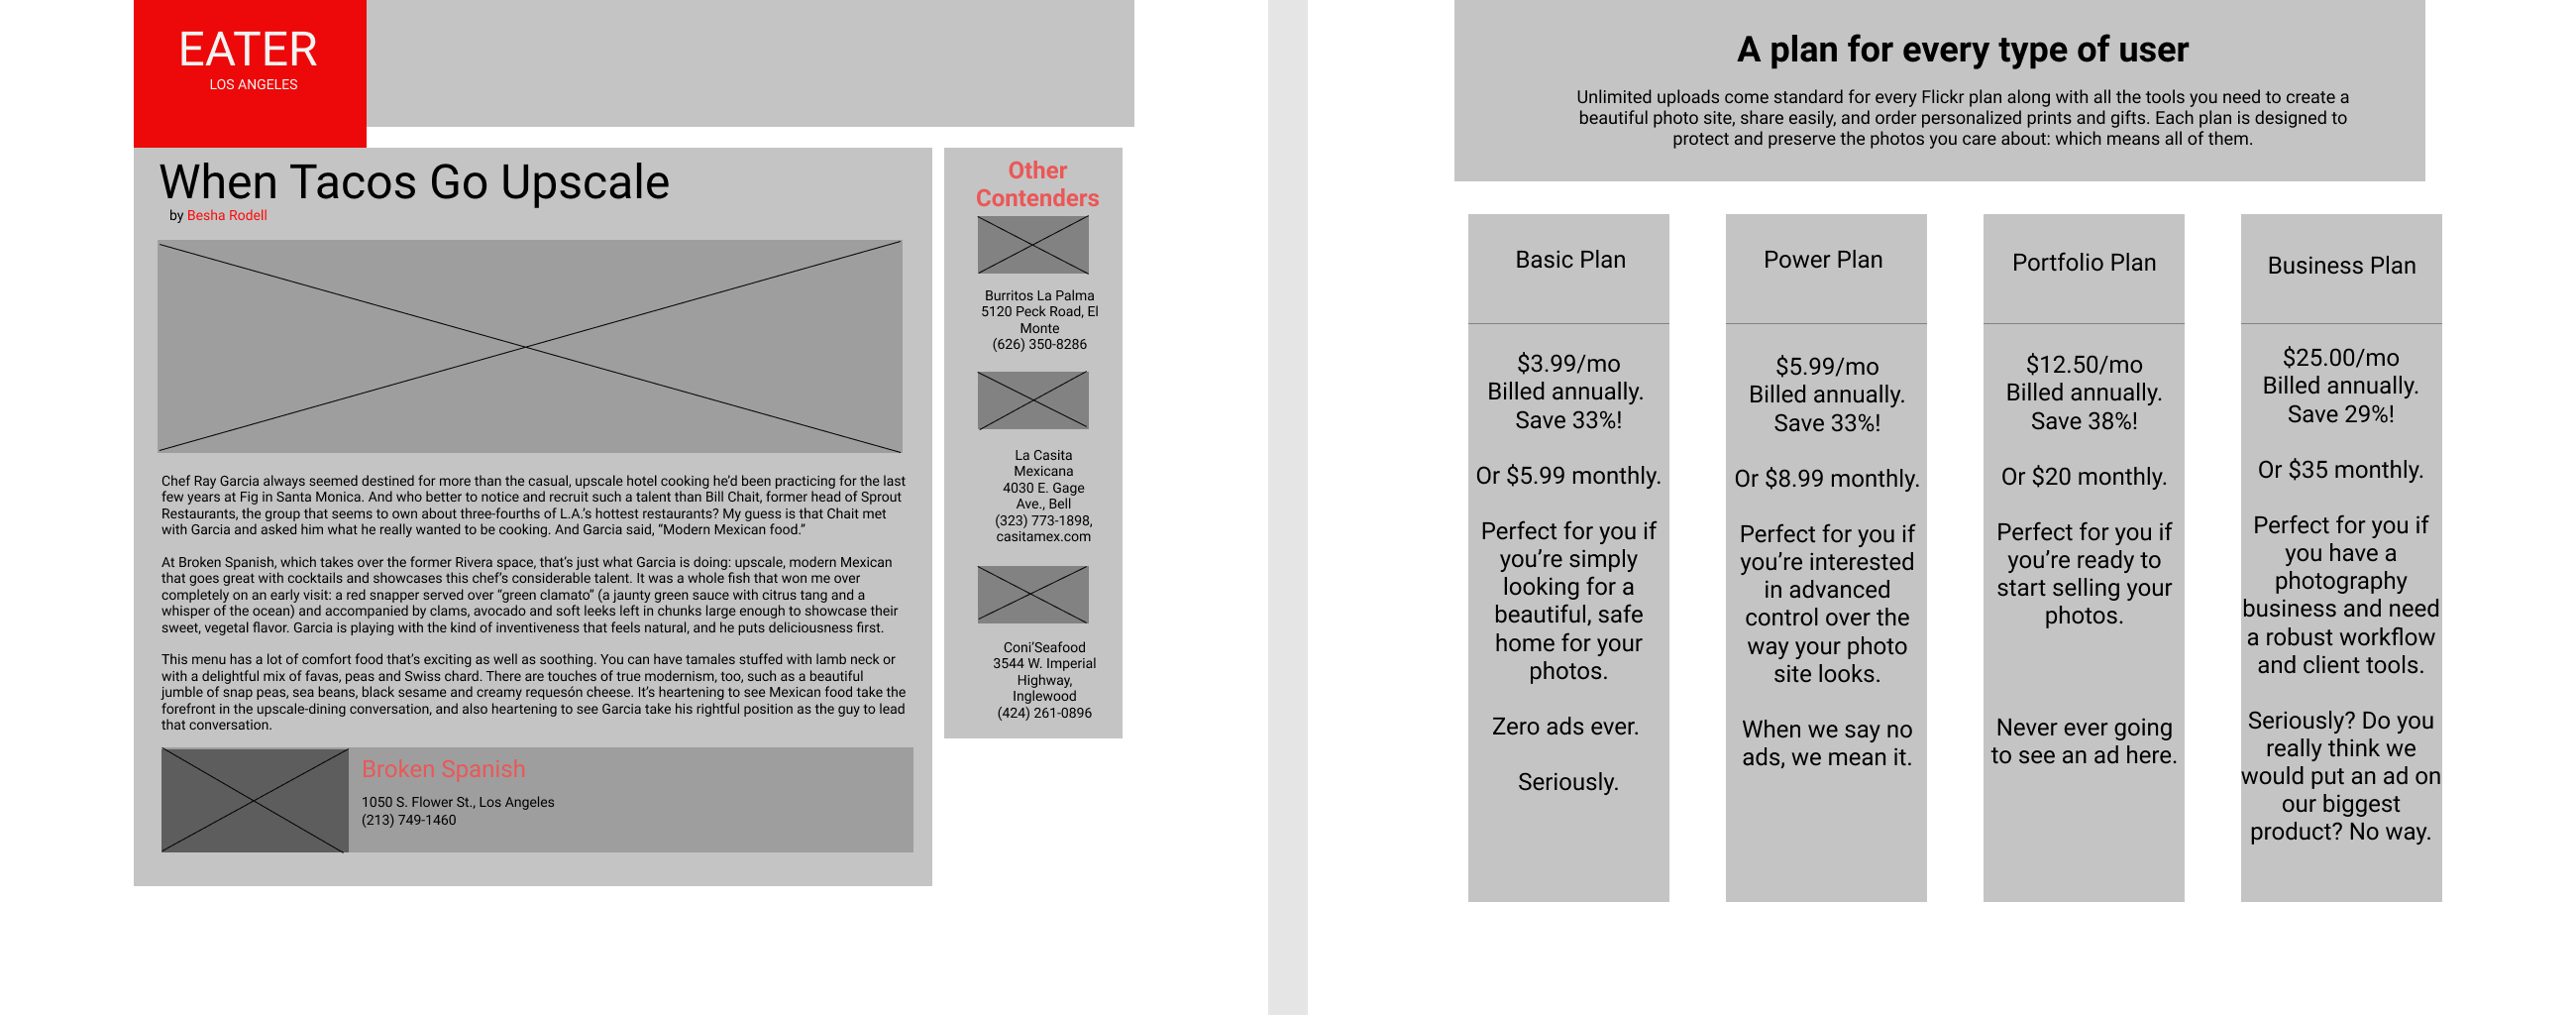 EATER
LOS ANGELES
When Tacos Go Upscale
by Besha Rodell
Chef Ray Garcia always seemed destined for more than the casual, upscale hotel cooking he’d been practicing for the last
few years at Fig in Santa Monica. And who better to notice and recruit such a talent than Bill Chait, former head of Sprout
Restaurants, the group that seems to own about three-fourths of L.A.’s hottest restaurants? My guess is that Chait met
with Garcia and asked him what he really wanted to be cooking. And Garcia said, “Modern Mexican food.”
At Broken Spanish, which takes over the former Rivera space, that’s just what Garcia is doing: upscale, modern Mexican
that goes great with cocktails and showcases this chef’s considerable talent. It was a whole fish that won me over
completely on an early visit: a red snapper served over “green clamato” (a jaunty green sauce with citrus tang and a
whisper of the ocean) and accompanied by clams, avocado and soft leeks left in chunks large enough to showcase their
sweet, vegetal flavor. Garcia is playing with the kind of inventiveness that feels natural, and he puts deliciousness first.
This menu has a lot of comfort food that’s exciting as well as soothing. You can have tamales stuffed with lamb neck or
with a delightful mix of favas, peas and Swiss chard. There are touches of true modernism, too, such as a beautiful
jumble of snap peas, sea beans, black sesame and creamy requesón cheese. It’s heartening to see Mexican food take the
forefront in the upscale-dining conversation, and also heartening to see Garcia take his rightful position as the guy to lead
that conversation.
Broken Spanish
1050 S. Flower St., Los Angeles
(213) 749-1460
Other
Contenders
Burritos La Palma
5120 Peck Road, El
Monte
(626) 350-8286
La Casita
Mexicana
4030 E. Gage
Ave., Bell
(323) 773-1898,
casitamex.com
Coni’Seafood
3544 W. Imperial
Highway,
Inglewood
(424) 261-0896
A plan for every type of user
Unlimited uploads come standard for every Flickr plan along with all the tools you need to create a
beautiful photo site, share easily, and order personalized prints and gifts. Each plan is designed to
protect and preserve the photos you care about: which means all of them.
Basic Plan
$3.99/mo
Billed annually.
Save 33%!
Or $5.99 monthly.
Perfect for you if
you’re simply
looking for a
beautiful, safe
home for your
photos.
Zero ads ever.
Seriously.
Power Plan
$5.99/mo
Billed annually.
Save 33%!
Or $8.99 monthly.
Perfect for you if
you’re interested
in advanced
control over the
way your photo
site looks.
When we say no
ads, we mean it.
Portfolio Plan
$12.50/mo
Billed annually.
Save 38%!
Or $20 monthly.
Perfect for you if
you’re ready to
start selling your
photos.
Never ever going
to see an ad here.
Business Plan
$25.00/mo
Billed annually.
Save 29%!
Or $35 monthly.
Perfect for you if
you have a
photography
business and need
a robust workflow
and client tools.
Seriously? Do you
really think we
would put an ad on
our biggest
product? No way.